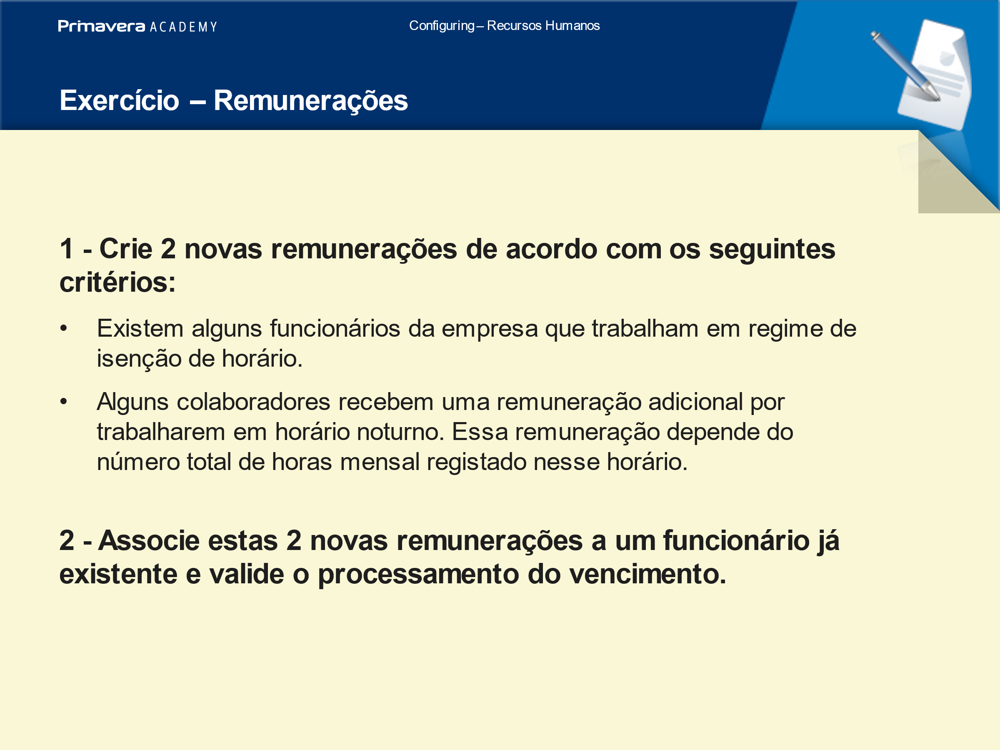 Primavera ACADEMY
Configuring – Recursos Humanos
Exercício – Remunerações
1 - Crie 2 novas remunerações de acordo com os seguintes
critérios:
• Existem alguns funcionários da empresa que trabalham em regime de
isenção de horário.
• Alguns colaboradores recebem uma remuneração adicional por
trabalharem em horário noturno. Essa remuneração depende do
número total de horas mensal registado nesse horário.
2 - Associe estas 2 novas remunerações a um funcionário já
existente e valide o processamento do vencimento.